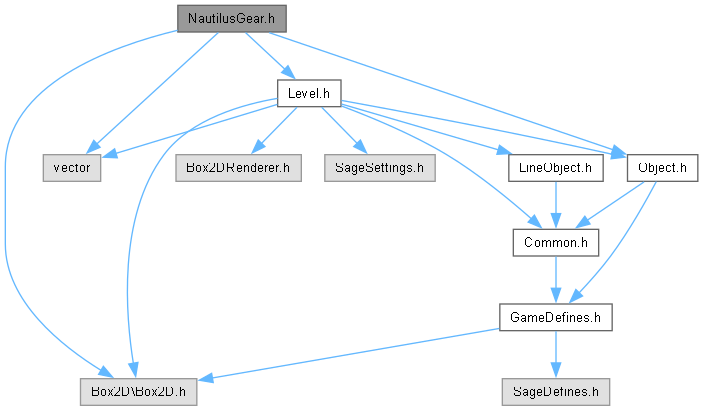 NautilusGear.h
Level.h
vector
Box2DRenderer.h
SageSettings.h
LineObject.h
Object.h
Common.h
GameDefines.h
Box2D\Box2D.h
SageDefines.h